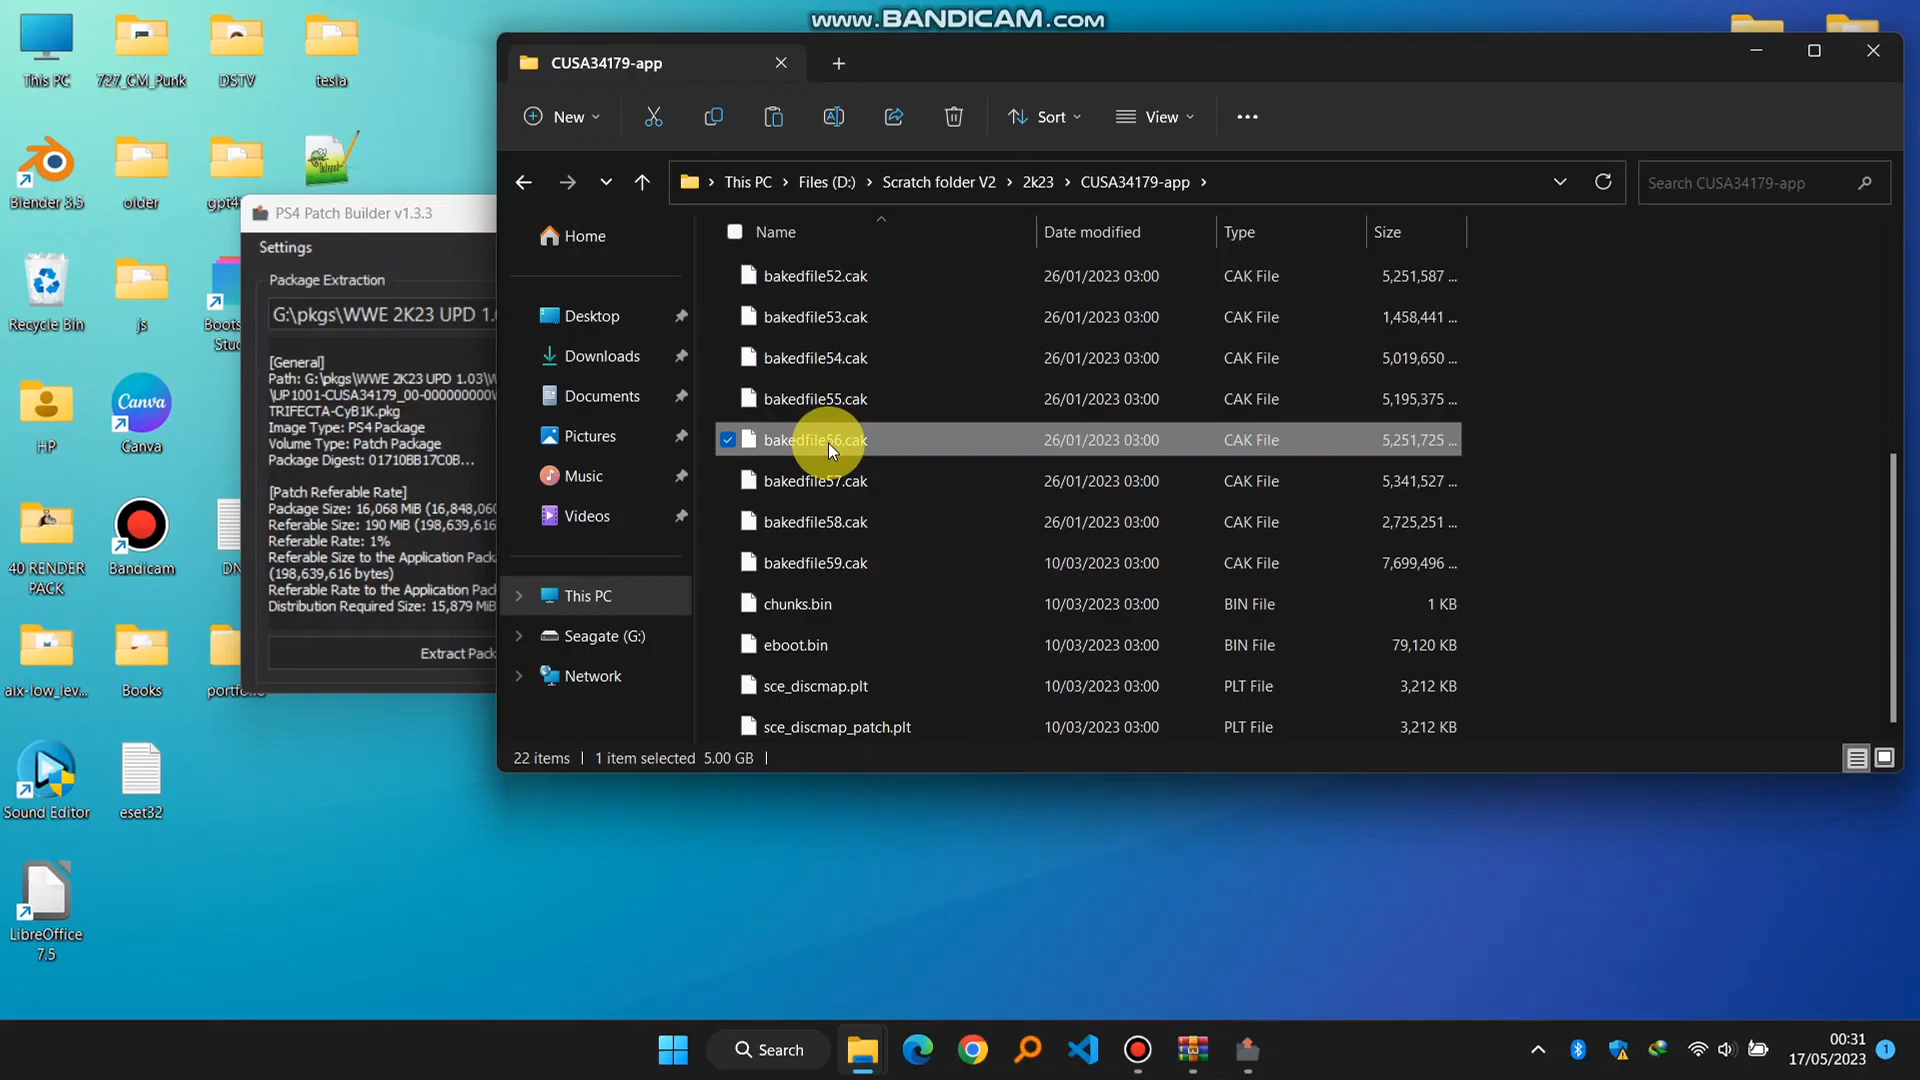 www.BANDICAM.com
This PC
727_CM_Punk
DSTV
tesla
Blender 3.5
older
Recycle Bin
js
HP
Canva
Canva
40 RENDER
PACK
Bandicam
aix-low_lev...
Books
Sound Editor
eset32
LibreOffice
7.5
PS4 Patch Builder v1.3.3
Settings
Package Extraction
G:\pkgs\WWE 2K23 UPD 1.
[General]
Path: G:\pkgs\WWE 2K23 UPD 1.03\
TRIFECTA-CyB1K.pkg
Image Type: PS4 Package
Volume Type: Patch Package
Package Digest: 01710BB17C0B...
[Patch Referable Rate]
Package Size: 16,068 MiB (16,848,060
Referable Size: 190 MiB (198,639,616
Referable Rate: 1%
Referable Size to the Application Pack
(198,639,616 bytes)
Referable Rate to the Application Pac
Distribution Required Size: 15,879 MiB
Extract Pack
CUSA34179-app
New
Sort
View
This PC > Files (D:) > Scratch folder V2 > 2k23 > CUSA34179-app >
Search CUSA34179-app
Home
Desktop
Downloads
Documents
Pictures
Music
Videos
This PC
Seagate (G:)
Network
Name Date modified Type Size
bakedfile52.cak 26/01/2023 03:00 CAK File 5,251,587 ...
bakedfile53.cak 26/01/2023 03:00 CAK File 1,458,441 ...
bakedfile54.cak 26/01/2023 03:00 CAK File 5,019,650 ...
bakedfile55.cak 26/01/2023 03:00 CAK File 5,195,375 ...
bakedfile56.cak 26/01/2023 03:00 CAK File 5,251,725 ...
bakedfile57.cak 26/01/2023 03:00 CAK File 5,341,527 ...
bakedfile58.cak 26/01/2023 03:00 CAK File 2,725,251 ...
bakedfile59.cak 10/03/2023 03:00 CAK File 7,699,496 ...
chunks.bin 10/03/2023 03:00 BIN File 1 KB
eboot.bin 10/03/2023 03:00 BIN File 79,120 KB
sce_discmap.plt 10/03/2023 03:00 PLT File 3,212 KB
sce_discmap_patch.plt 10/03/2023 03:00 PLT File 3,212 KB
22 items 1 item selected 5.00 GB
Search
00:31
17/05/2023
1